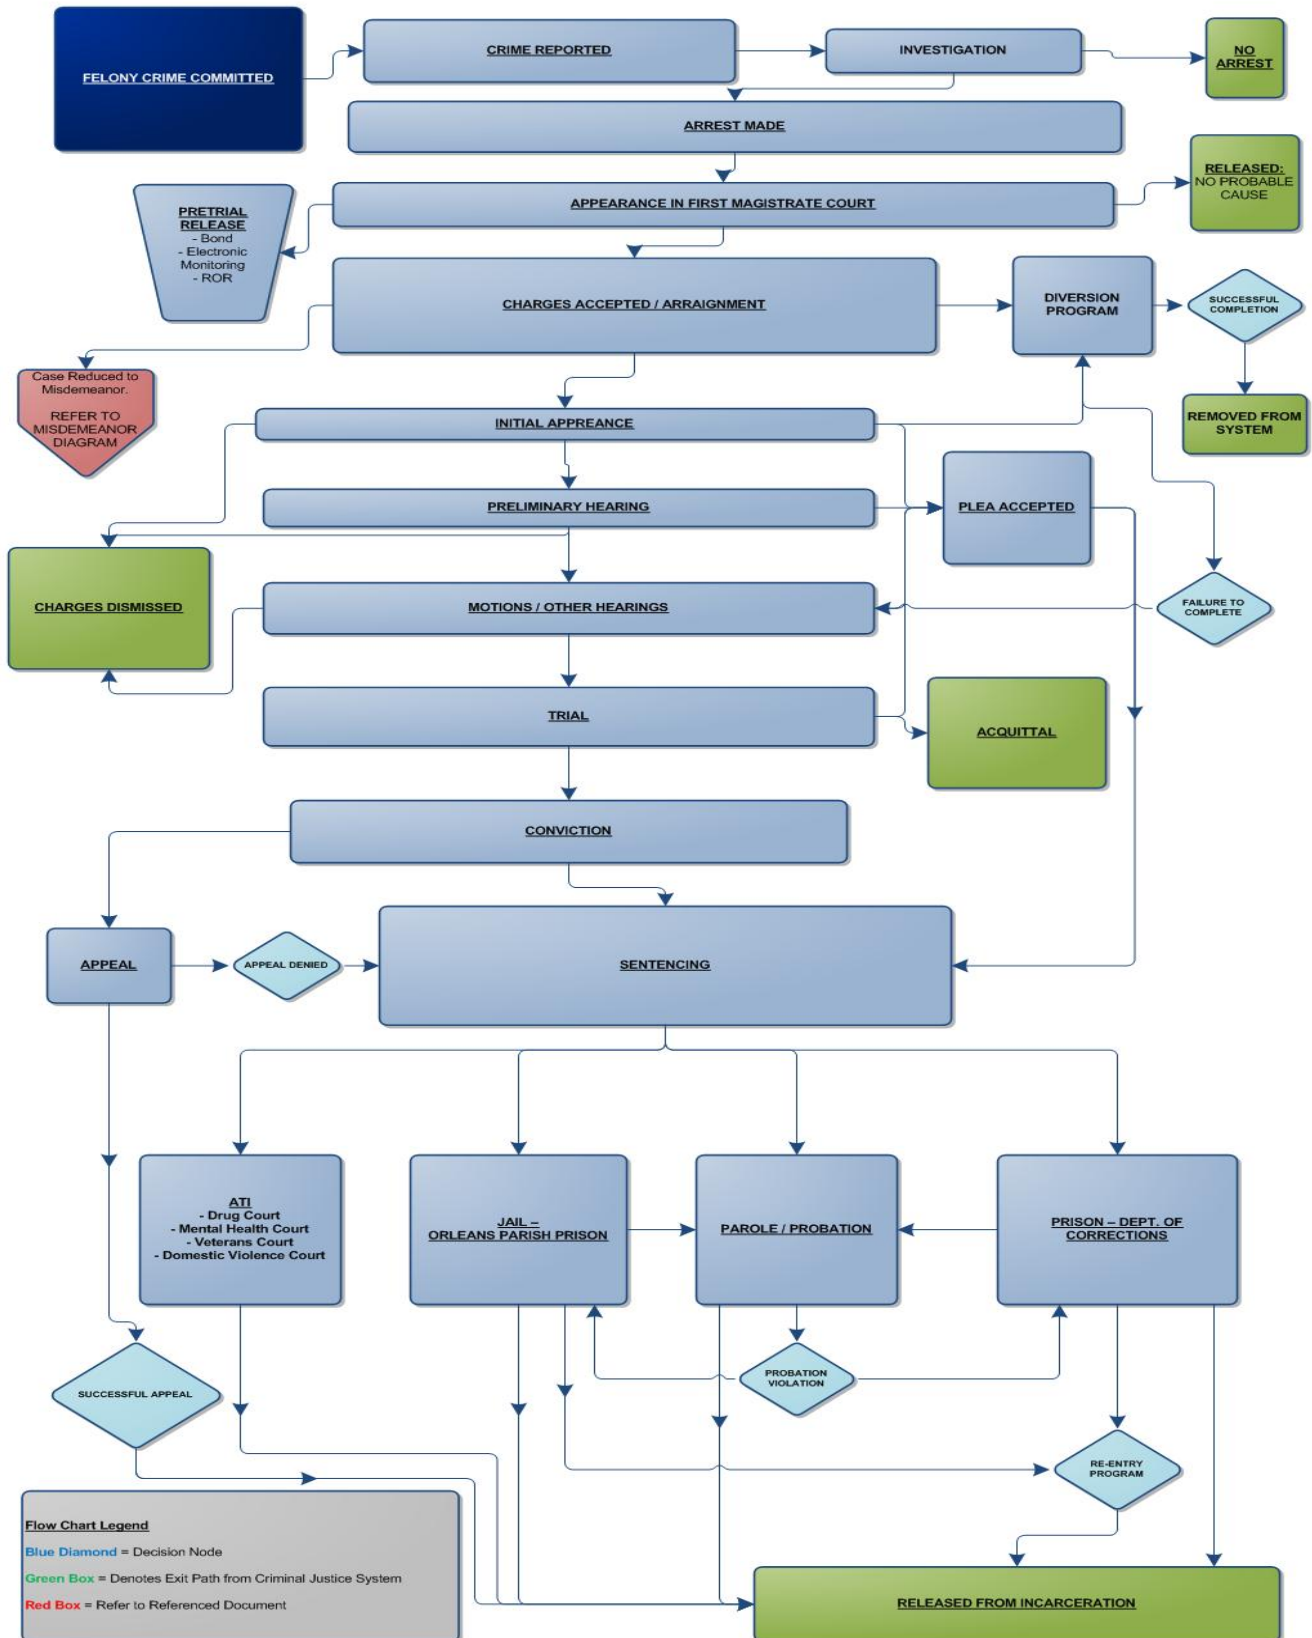 FELONY CRIME COMMITTED
CRIME REPORTED
INVESTIGATION
NO
ARREST
ARREST MADE
RELEASED:
NO PROBABLE
CAUSE
APPEARANCE IN FIRST MAGISTRATE COURT
PRETRIAL
RELEASE
- Bond
- Electronic
Monitoring
- ROR
CHARGES ACCEPTED / ARRAIGNMENT
DIVERSION
PROGRAM
SUCCESSFUL
COMPLETION
Case Reduced to
Misdemeanor.
REFER TO
MISDEMEANOR
DIAGRAM
REMOVED FROM
SYSTEM
INITIAL APPREANCE
PRELIMINARY HEARING
PLEA ACCEPTED
CHARGES DISMISSED
MOTIONS / OTHER HEARINGS
FAILURE TO
COMPLETE
TRIAL
ACQUITTAL
CONVICTION
APPEAL
APPEAL DENIED
SENTENCING
ATI
- Drug Court
- Mental Health Court
- Veterans Court
- Domestic Violence Court
JAIL –
ORLEANS PARISH PRISON
PAROLE / PROBATION
PRISON – DEPT. OF
CORRECTIONS
PROBATION
VIOLATION
SUCCESSFUL APPEAL
RE-ENTRY
PROGRAM
Flow Chart Legend
Blue Diamond = Decision Node
Green Box = Denotes Exit Path from Criminal Justice System
Red Box = Refer to Referenced Document
RELEASED FROM INCARCERATION